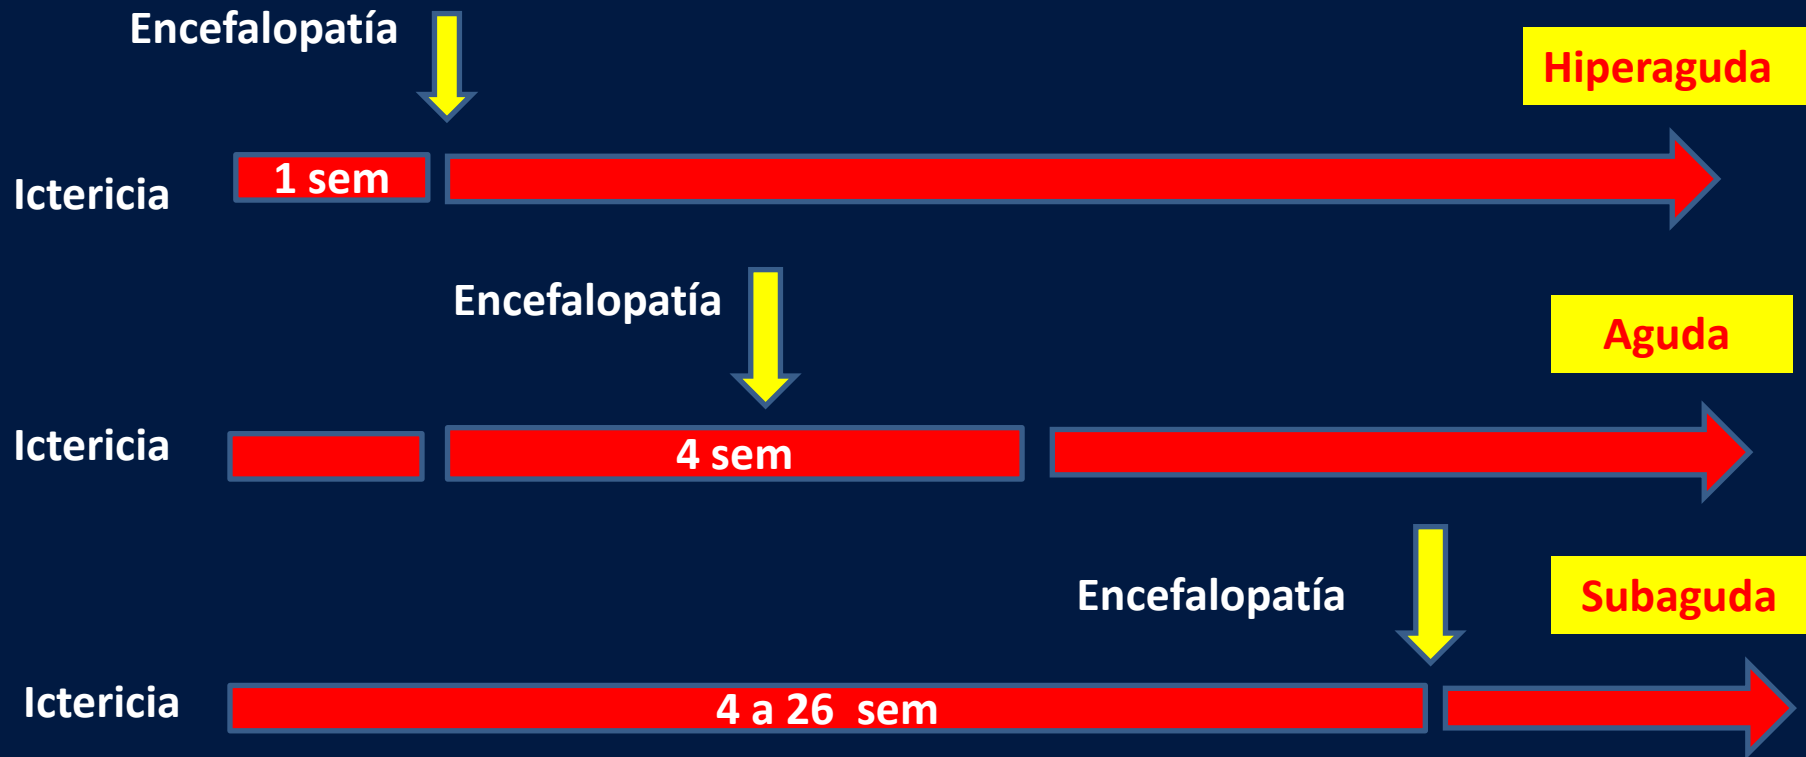 Encefalopatía
Hiperaguda
Ictericia
1 sem
Encefalopatía
Aguda
Ictericia
4 sem
Encefalopatía
Subaguda
Ictericia
4 a 26 sem